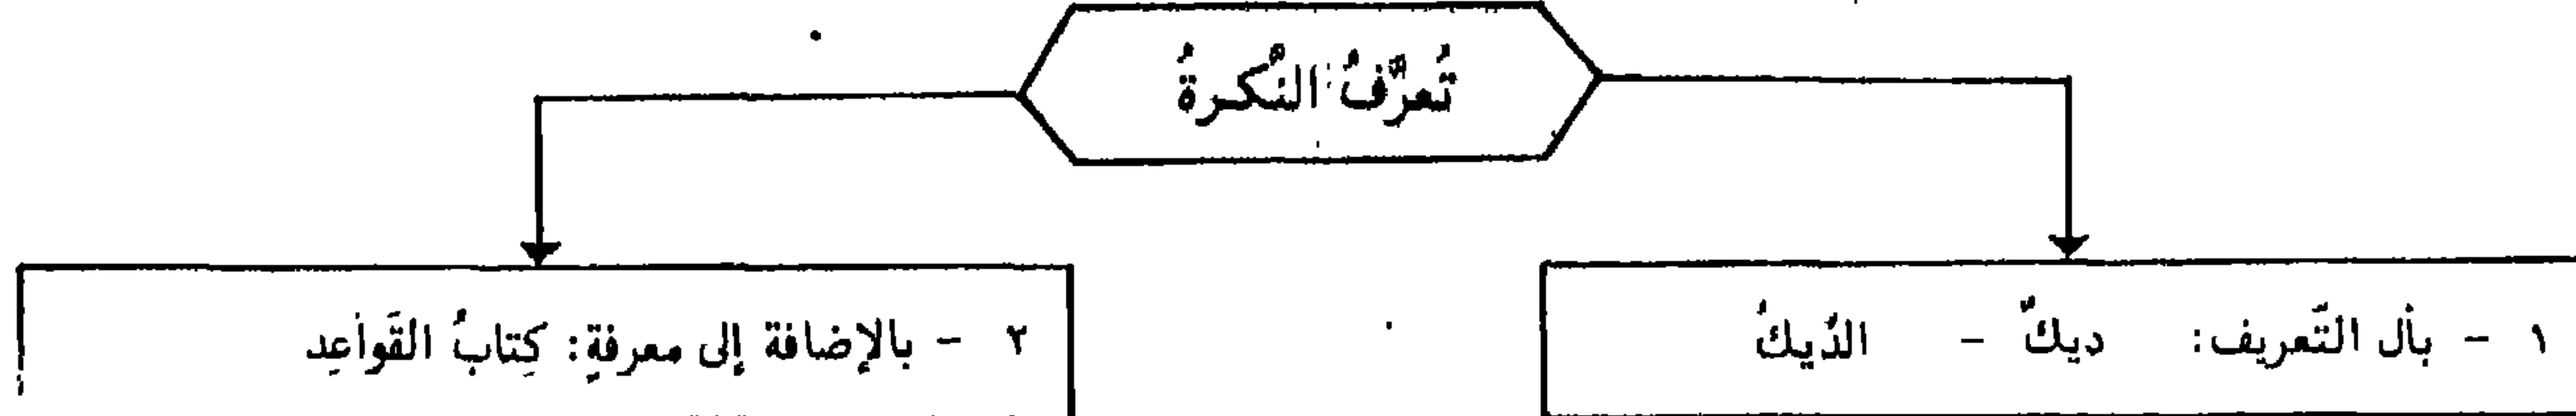 تُعرَّفُ النُكرةُ
١ - بأل التَّعريف: ديكٌ - الدُيكُ
٢ - بالإضافة إلى معرفةٍ: كِتابُ القَواعِد